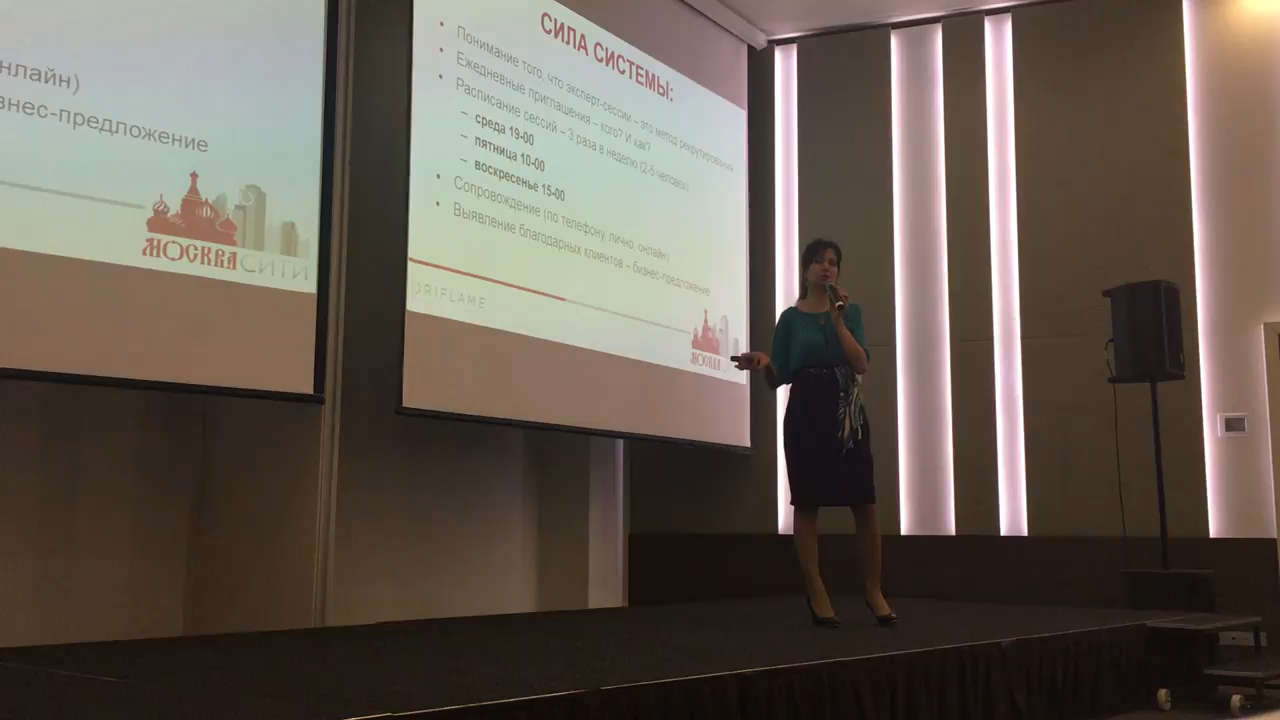 нлайн)
знес-предложение
МОСКВА СИТИ
СИЛА СИСТЕМЫ:
• Понимание того, что эксперт-сессии – это метод рекрутирования
• Ежедневные приглашения – кого? И как?
• Расписание сессий – 3 раза в неделю (2-5 человек)
– среда 19-00
– пятница 10-00
– воскресенье 15-00
• Сопровождение (по телефону, лично, онлайн)
• Выявление благодарных клиентов – бизнес-предложение
ORIFLAME
МОСКВА